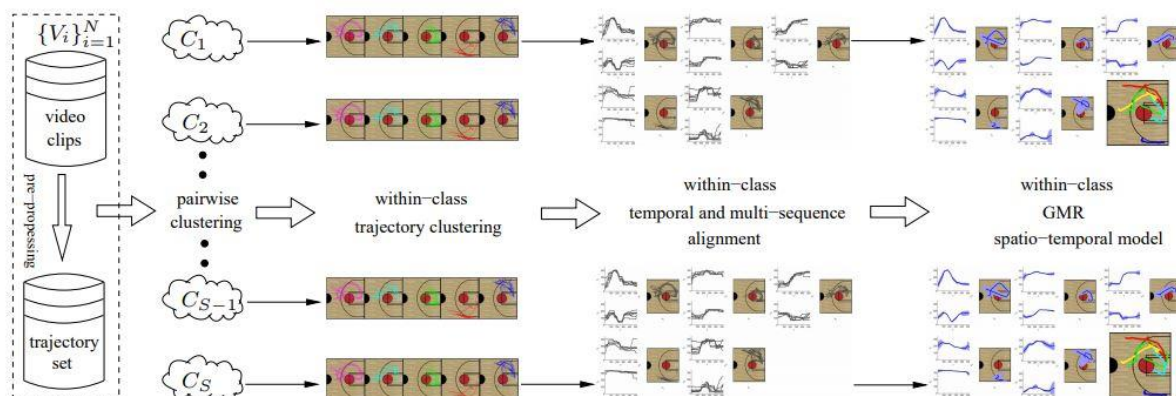 {V_i}_{i=1}^N
video
clips
pre−propessing
trajectory
set
C_1
C_2
pairwise
clustering
C_{S−1}
C_S
within−class
trajectory clustering
within−class
temporal and multi−sequence
alignment
within−class
GMR
spatio−temporal model